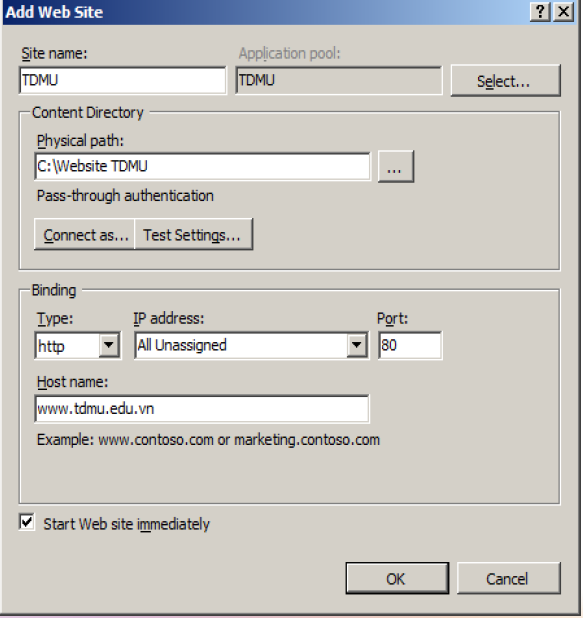 Add Web Site
Site name:
Application pool:
TDMU
TDMU
Select...
Content Directory
Physical path:
C:\Website TDMU
...
Pass-through authentication
Connect as...
Test Settings...
Binding
Type:
IP address:
Port:
http
All Unassigned
80
Host name:
www.tdmu.edu.vn
Example: www.contoso.com or marketing.contoso.com
Start Web site immediately
OK
Cancel